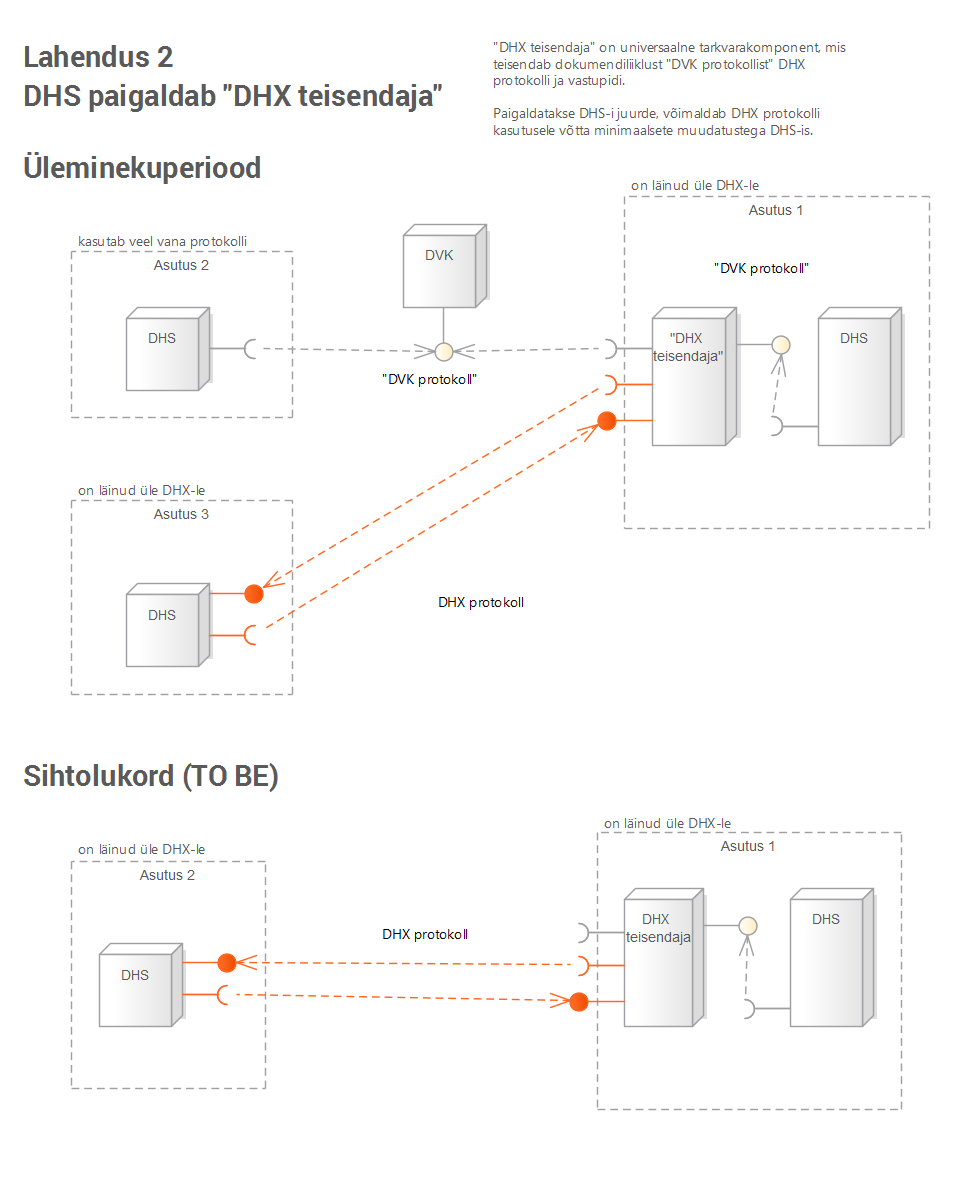 Lahendus 2
DHS paigaldab "DHX teisendaja"
"DHX teisendaja" on universaalne tarkvarakomponent, mis
teisendab dokumendiliiklust "DVK protokollist" DHX
protokolli ja vastupidi.
Paigaldatakse DHS-i juurde, võimaldab DHX protokolli
kasutusele võtta minimaalsete muudatustega DHS-is.
Üleminekuperiood
on läinud üle DHX-le
Asutus 1
kasutab veel vana protokolli
Asutus 2
DVK
"DVK protokoll"
DHS
"DHX
teisendaja"
DHS
"DVK protokoll"
on läinud üle DHX-le
Asutus 3
DHX protokoll
DHS
Sihtolukord (TO BE)
on läinud üle DHX-le
Asutus 1
on läinud üle DHX-le
Asutus 2
DHX protokoll
DHX
teisendaja
DHS
DHS